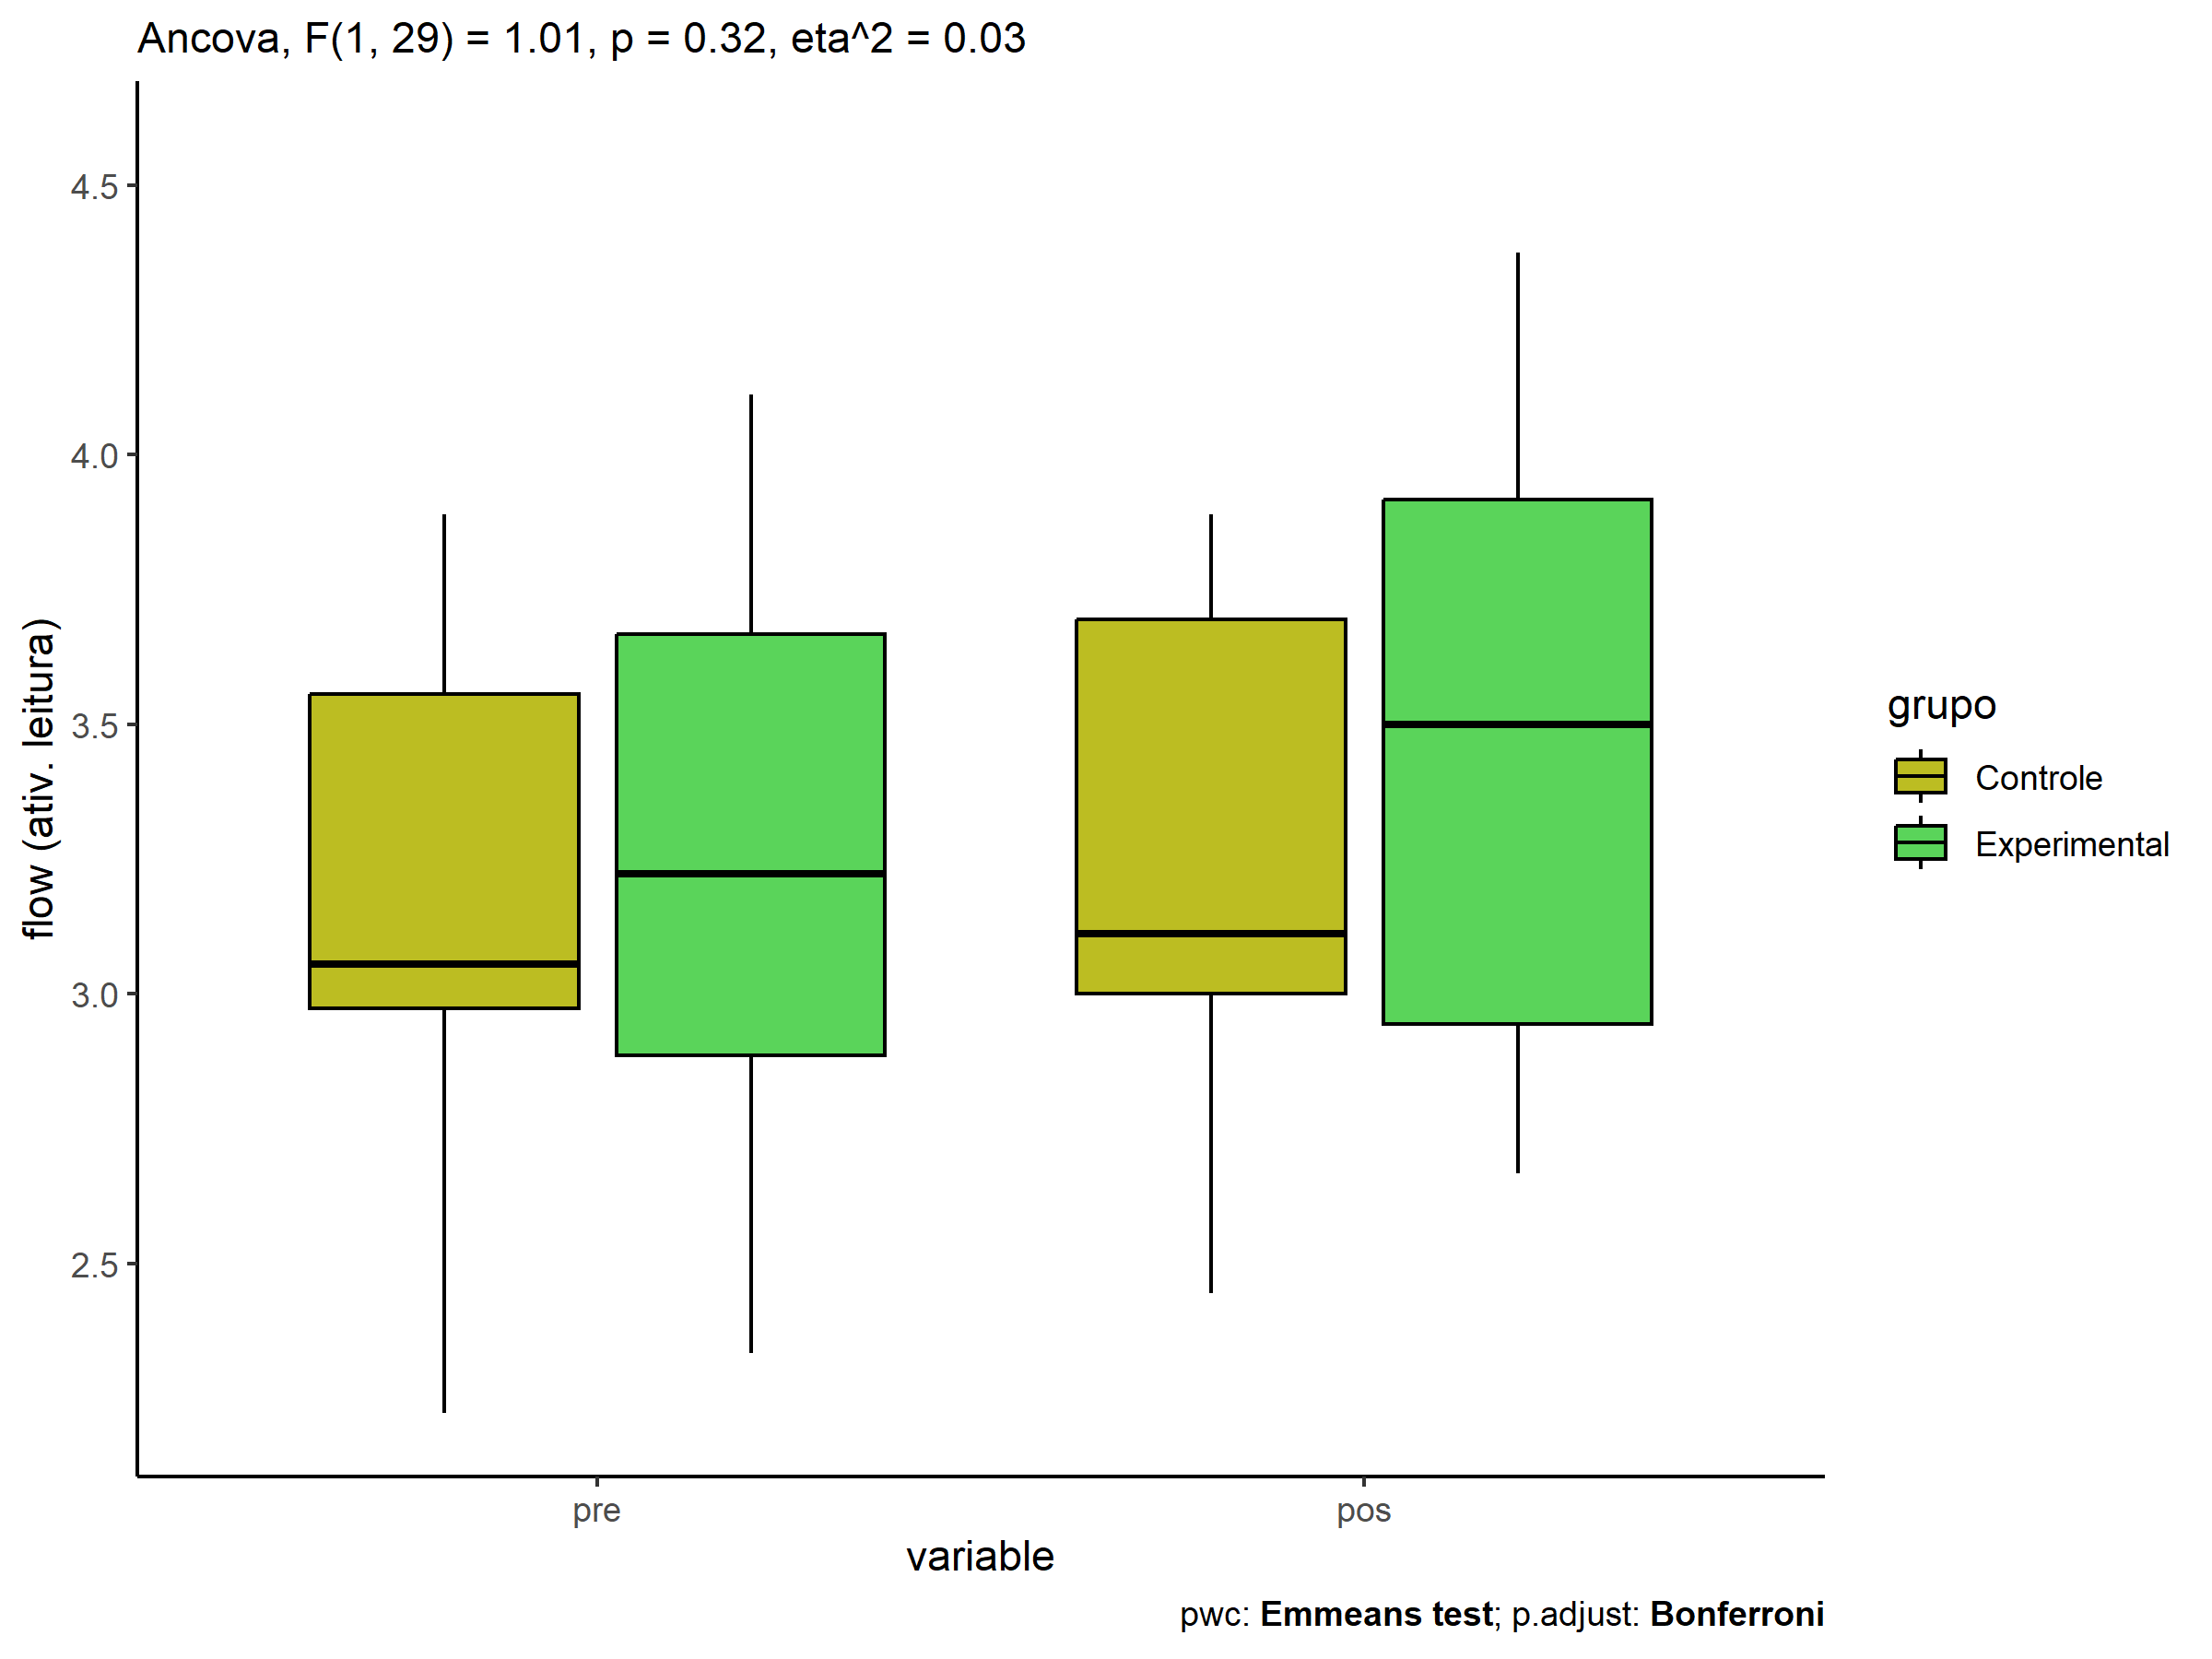 Ancova, F(1, 29) = 1.01, p = 0.32, eta^2 = 0.03
flow (ativ. leitura)
4.5
4.0
3.5
3.0
2.5
pre
pos
variable
grupo
Controle
Experimental
pwc: Emmeans test; p.adjust: Bonferroni